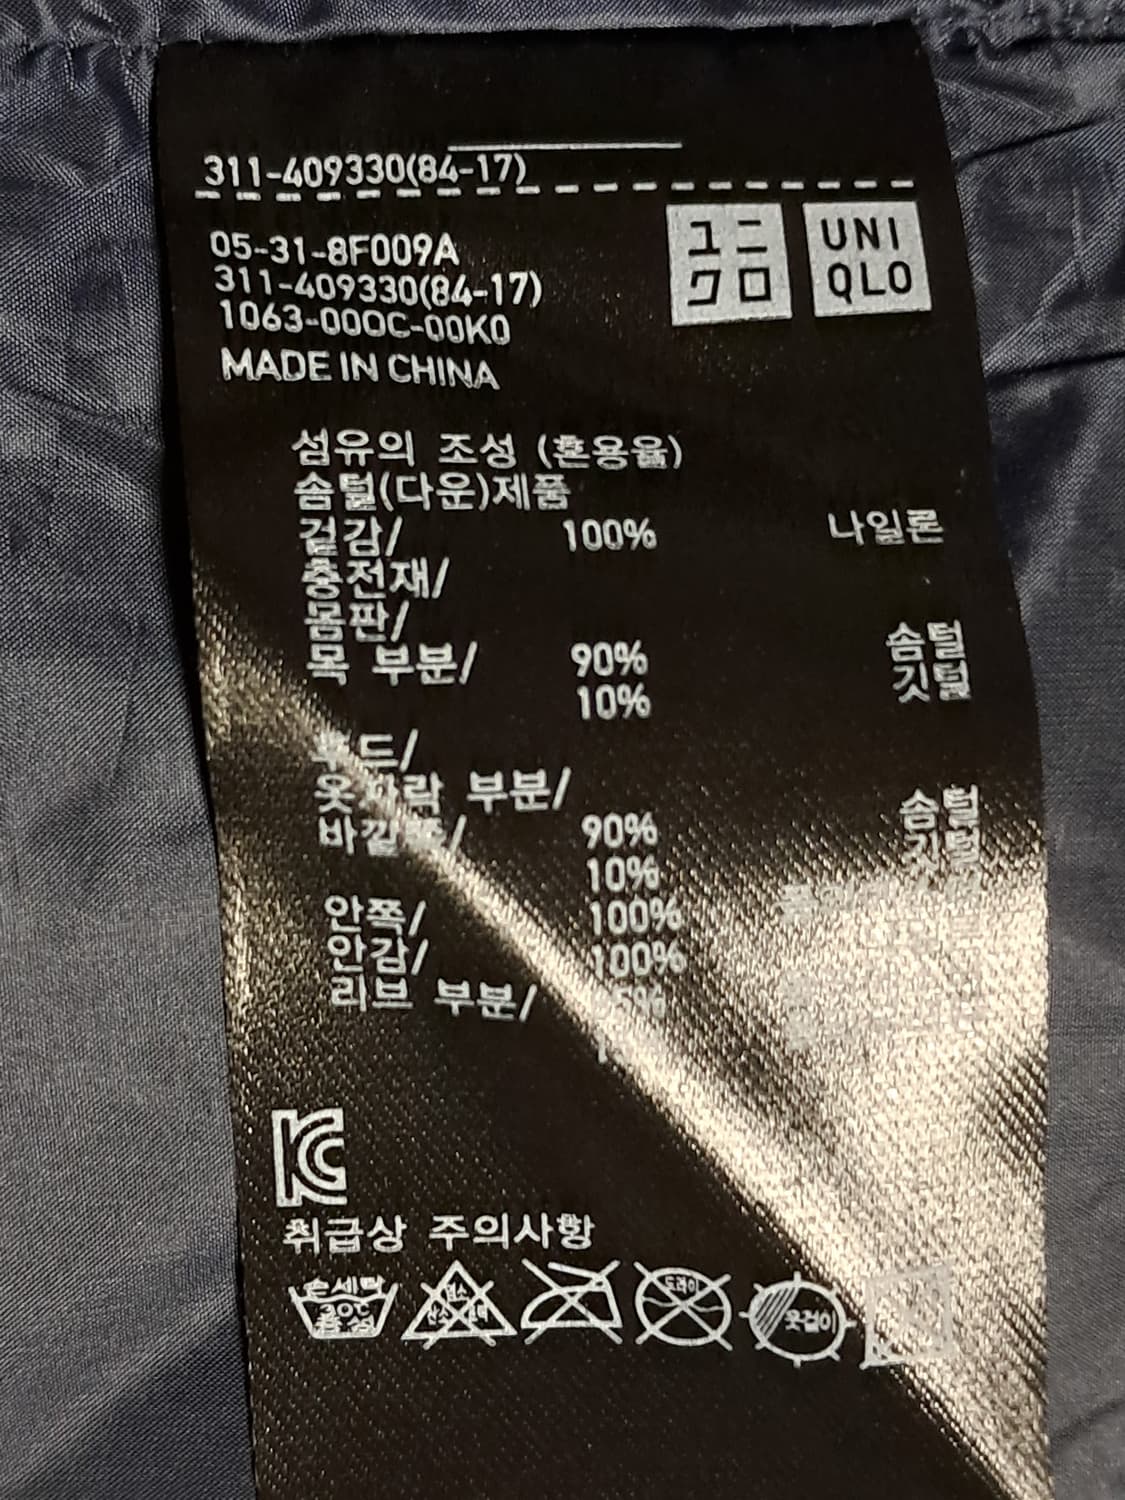 311-409330(84-17)
ユニ
クロ
UNI
QLO
05-31-8F009A
311-409330(84-17)
1063-000C-00K0
MADE IN CHINA
섬유의 조성 (혼용율)
솜털(다운)제품
겉감/ 100% 나일론
충전재/
몸판/
목 부분/ 90% 솜털
10% 깃털
후드/
옷자락 부분/
바깥쪽/ 90% 솜털
10% 깃털
안쪽/ 100%
안감/ 100%
리브 부분/
취급상 주의사항
손세탁
30℃
중성
염소
산소
드라이
옷걸이